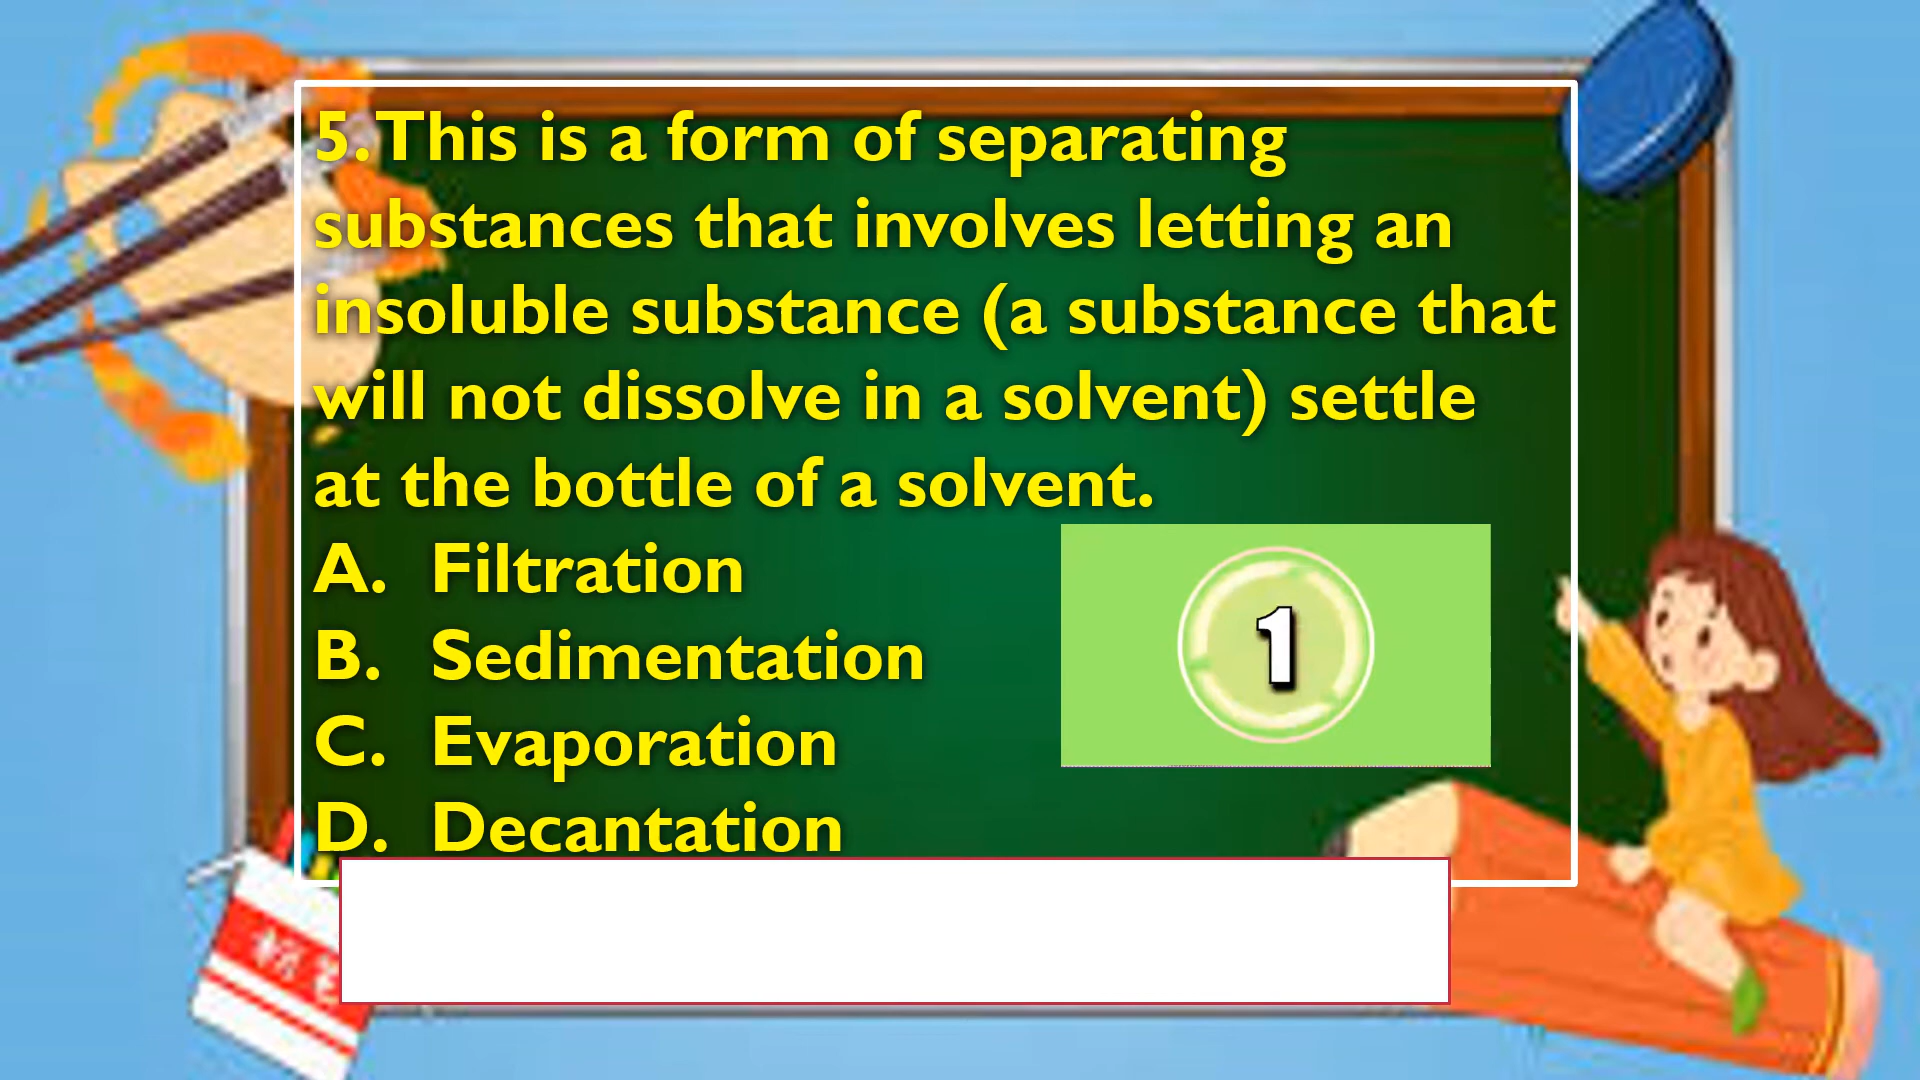 5. This is a form of separating
substances that involves letting an
insoluble substance (a substance that
will not dissolve in a solvent) settle
at the bottle of a solvent.
A. Filtration
B. Sedimentation
C. Evaporation
D. Decantation
1